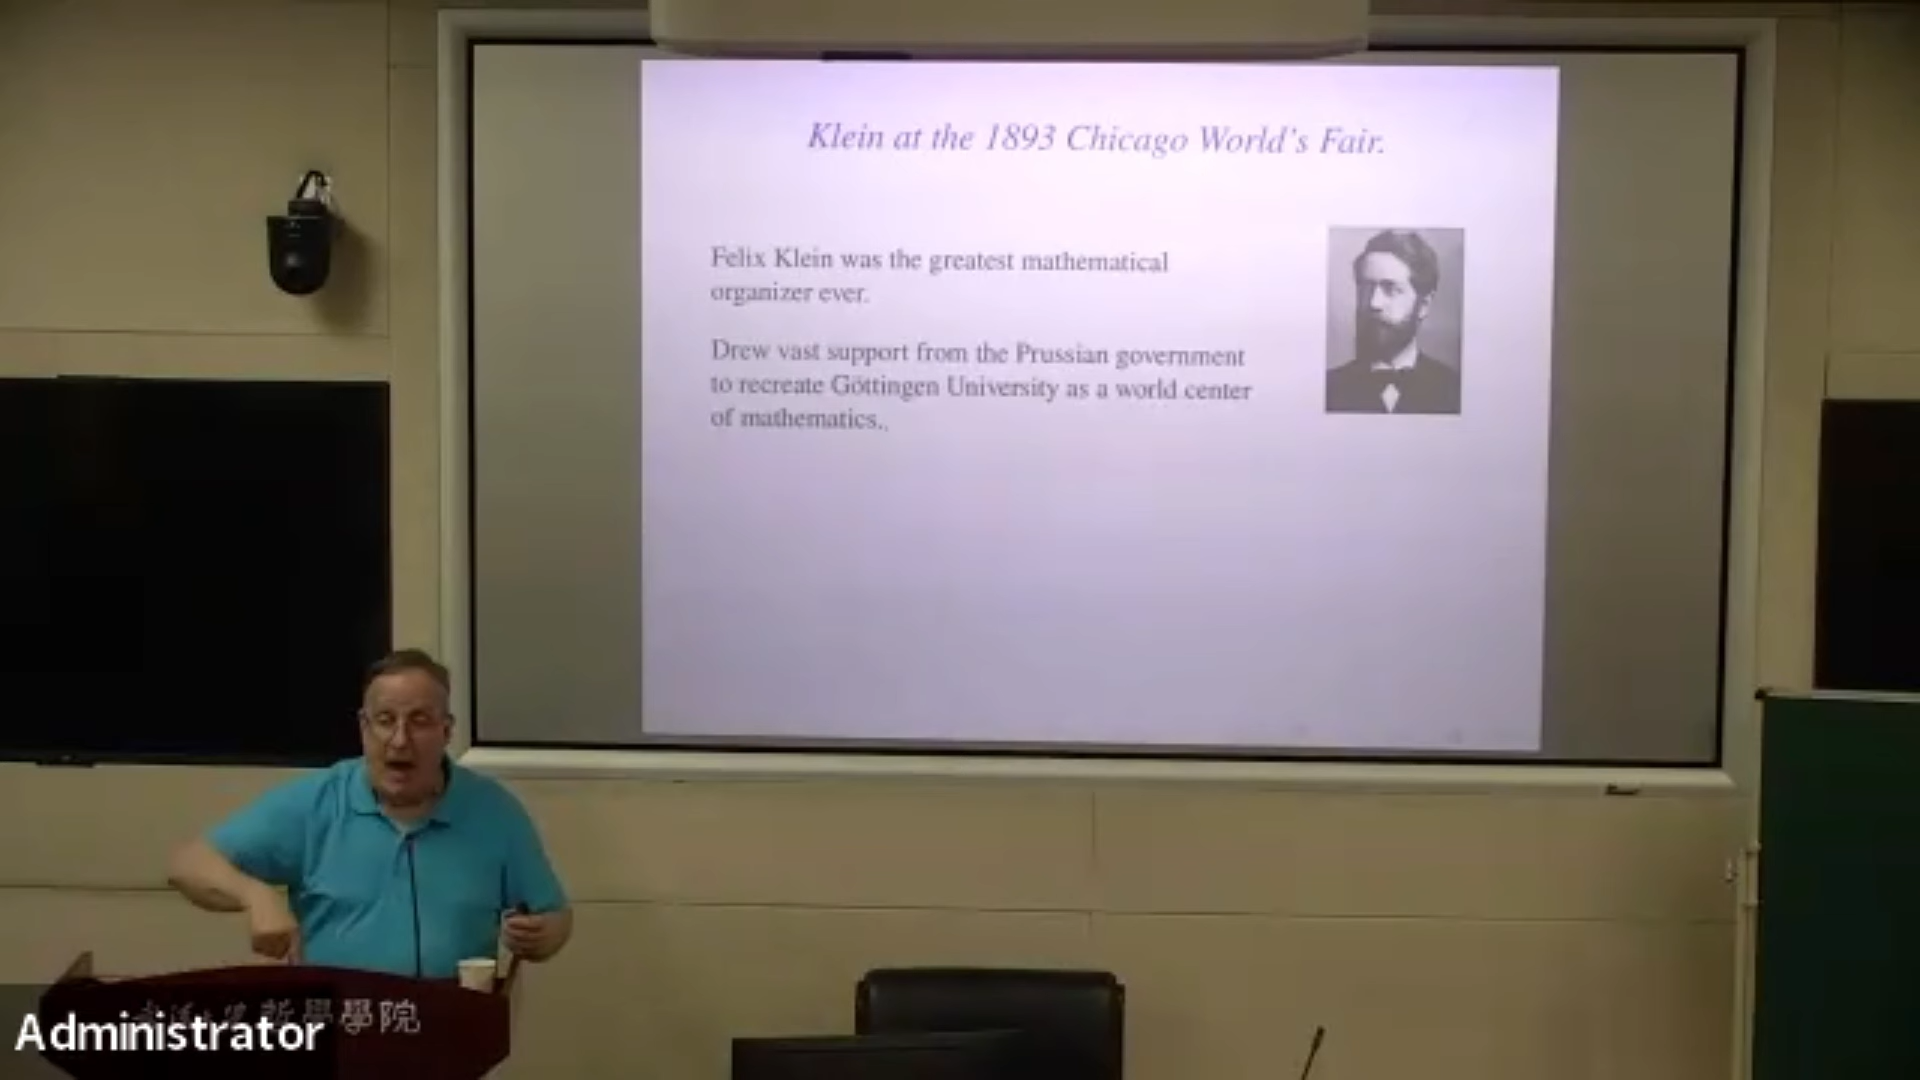 Klein at the 1893 Chicago World's Fair.
Felix Klein was the greatest mathematical
organizer ever.
Drew vast support from the Prussian government
to recreate Göttingen University as a world center
of mathematics..
哲學學院
Administrator